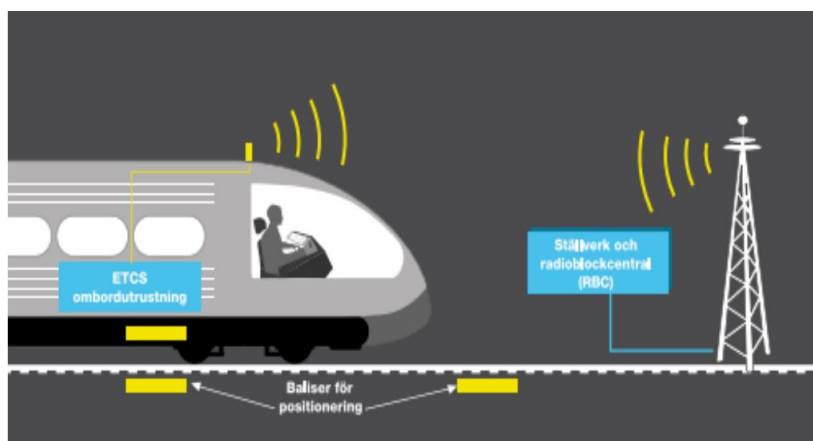 ETCS
ombordutrustning
Ställverk och
radioblockcentral
(RBC)
Baliser för
positionering